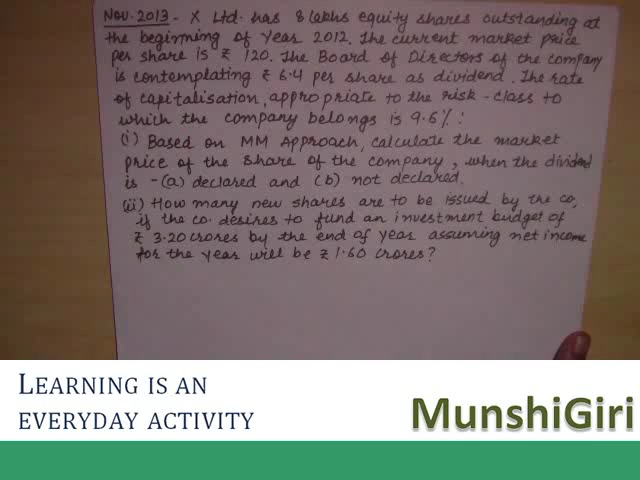 Nov. 2013 - X Ltd. has 8 lakhs equity shares outstanding at
the beginning of Year 2012. The current market price
per share is ₹ 120. The Board of Directors of the company
is contemplating ₹ 6.4 per share as dividend. The rate
of capitalisation, appropriate to the risk-class to
which the company belongs is 9.6% :
(i) Based on MM Approach, calculate the market
price of the share of the company, when the dividend
is - (a) declared and (b) not declared.
(ii) How many new shares are to be issued by the co.
if the co. desires to fund an investment budget of
₹ 3.20 crores by the end of year assuming net income
for the year will be ₹ 1.60 crores?
LEARNING IS AN
EVERYDAY ACTIVITY
MunshiGiri